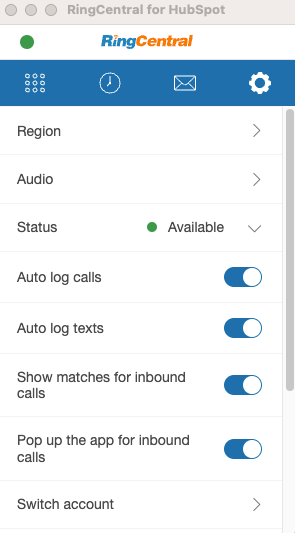 RingCentral for HubSpot
RingCentral
Region
Audio
Status
Available
Auto log calls
Auto log texts
Show matches for inbound
calls
Pop up the app for inbound
calls
Switch account